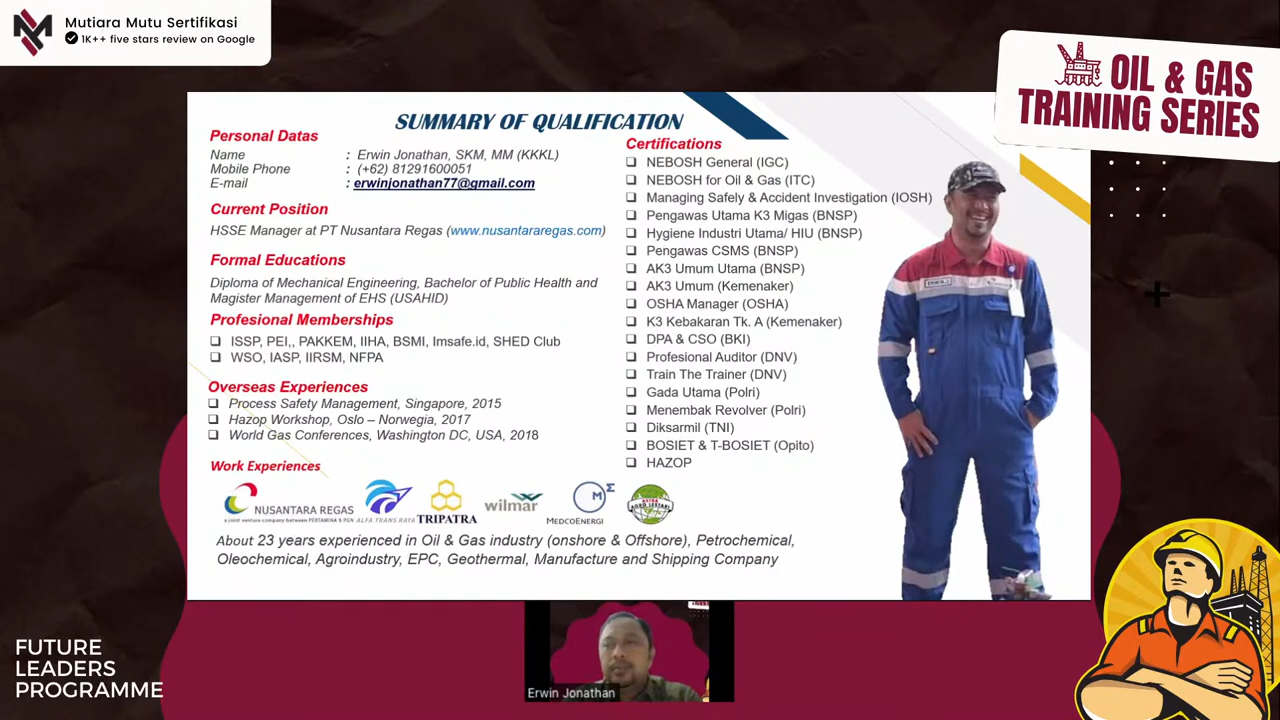 Mutiara Mutu Sertifikasi
1K++ five stars review on Google
OIL & GAS
TRAINING SERIES
SUMMARY OF QUALIFICATION
Personal Datas
Name : Erwin Jonathan, SKM, MM (KKKL)
Mobile Phone : (+62) 81291600051
E-mail : erwinjonathan77@gmail.com
Current Position
HSSE Manager at PT Nusantara Regas (www.nusantararegas.com)
Formal Educations
Diploma of Mechanical Engineering, Bachelor of Public Health and
Magister Management of EHS (USAHID)
Profesional Memberships
ISSP, PEI,, PAKKEM, IIHA, BSMI, Imsafe.id, SHED Club
WSO, IASP, IIRSM, NFPA
Overseas Experiences
Process Safety Management, Singapore, 2015
Hazop Workshop, Oslo – Norwegia, 2017
World Gas Conferences, Washington DC, USA, 2018
Work Experiences
NUSANTARA REGAS
a joint venture company between PERTAMINA & PGN
ALFA TRANS RAYA
TRIPATRA
wilmar
MEDCOENERGI
ASTRA
AGRO LESTARI
About 23 years experienced in Oil & Gas industry (onshore & Offshore), Petrochemical,
Oleochemical, Agroindustry, EPC, Geothermal, Manufacture and Shipping Company
Certifications
NEBOSH General (IGC)
NEBOSH for Oil & Gas (ITC)
Managing Safely & Accident Investigation (IOSH)
Pengawas Utama K3 Migas (BNSP)
Hygiene Industri Utama/ HIU (BNSP)
Pengawas CSMS (BNSP)
AK3 Umum Utama (BNSP)
AK3 Umum (Kemenaker)
OSHA Manager (OSHA)
K3 Kebakaran Tk. A (Kemenaker)
DPA & CSO (BKI)
Profesional Auditor (DNV)
Train The Trainer (DNV)
Gada Utama (Polri)
Menembak Revolver (Polri)
Diksarmil (TNI)
BOSIET & T-BOSIET (Opito)
HAZOP
Erwin Jonathan
FUTURE
LEADERS
PROGRAMME